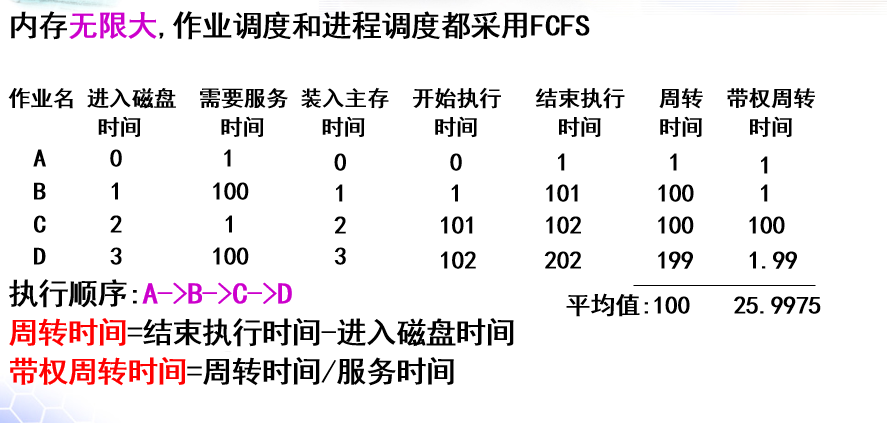 内存无限大,作业调度和进程调度都采用FCFS
作业名 进入磁盘时间 需要服务时间 装入主存时间 开始执行时间 结束执行时间 周转时间 带权周转时间
A 0 1 0 0 1 1 1
B 1 100 1 1 101 100 1
C 2 1 2 101 102 100 100
D 3 100 3 102 202 199 1.99
执行顺序:A->B->C->D
平均值:100 25.9975
周转时间=结束执行时间-进入磁盘时间
带权周转时间=周转时间/服务时间